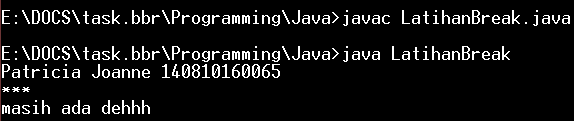 E:\DOCS\task.bbr\Programming\Java>javac LatihanBreak.java
E:\DOCS\task.bbr\Programming\Java>java LatihanBreak
Patricia Joanne 140810160065
***
masih ada dehhh